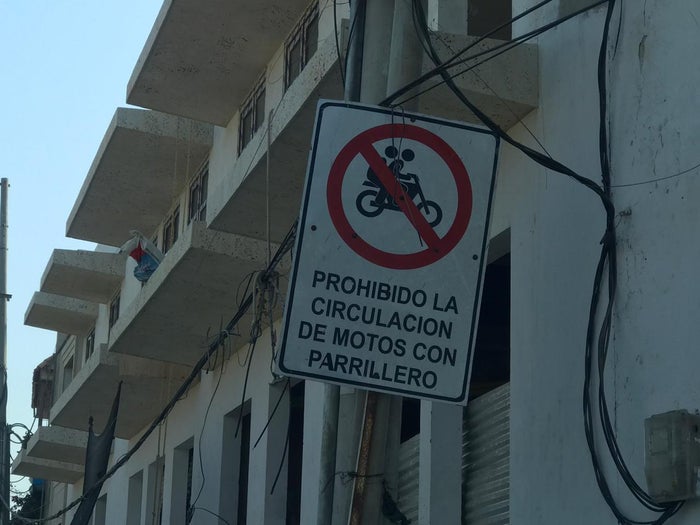 PROHIBIDO LA
CIRCULACION
DE MOTOS CON
PARRILLERO